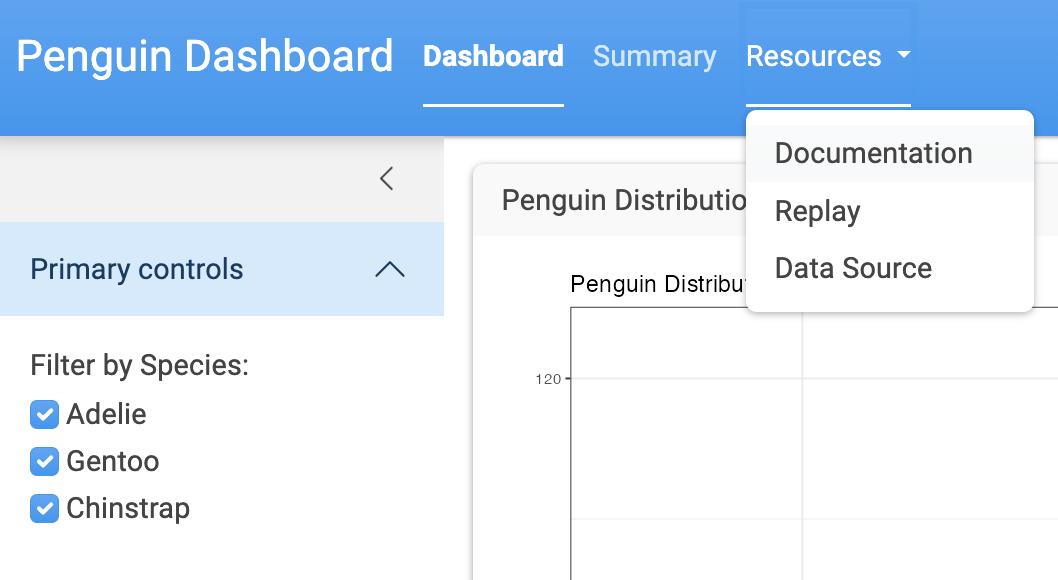 Penguin Dashboard Dashboard Summary Resources
Documentation
Replay
Data Source
Primary controls
Filter by Species:
Adelie
Gentoo
Chinstrap
Penguin Distributio
Penguin Distribu
120